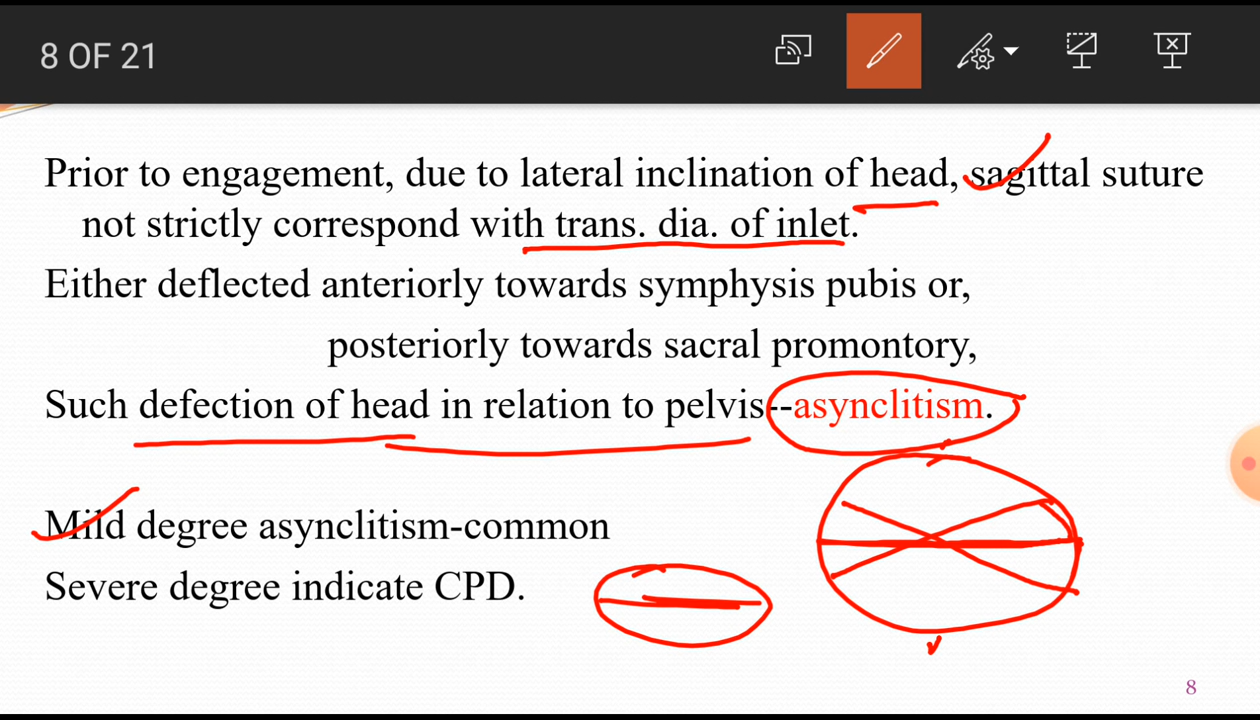 8 OF 21
Prior to engagement, due to lateral inclination of head, sagittal suture
not strictly correspond with trans. dia. of inlet.
Either deflected anteriorly towards symphysis pubis or,
posteriorly towards sacral promontory,
Such defection of head in relation to pelvis--asynclitism.
Mild degree asynclitism-common
Severe degree indicate CPD.
8